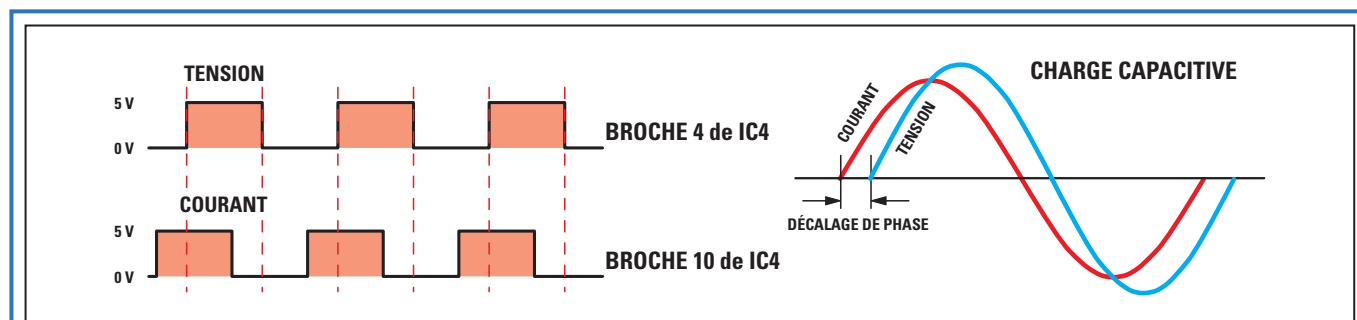 TENSION
5 V
0 V
BROCHE 4 de IC4
COURANT
5 V
0 V
BROCHE 10 de IC4
CHARGE CAPACITIVE
COURANT
TENSION
DÉCALAGE DE PHASE